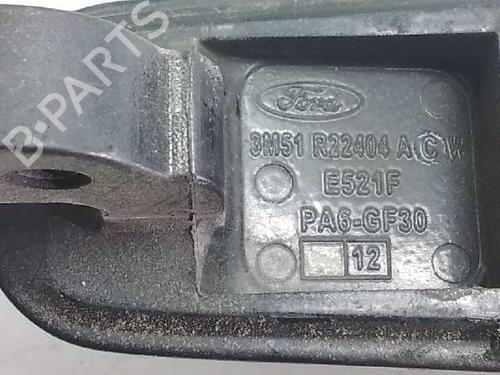 B-PARTS
Ford
3M51 R22404 A C W
E521F
PA6-GF30
12